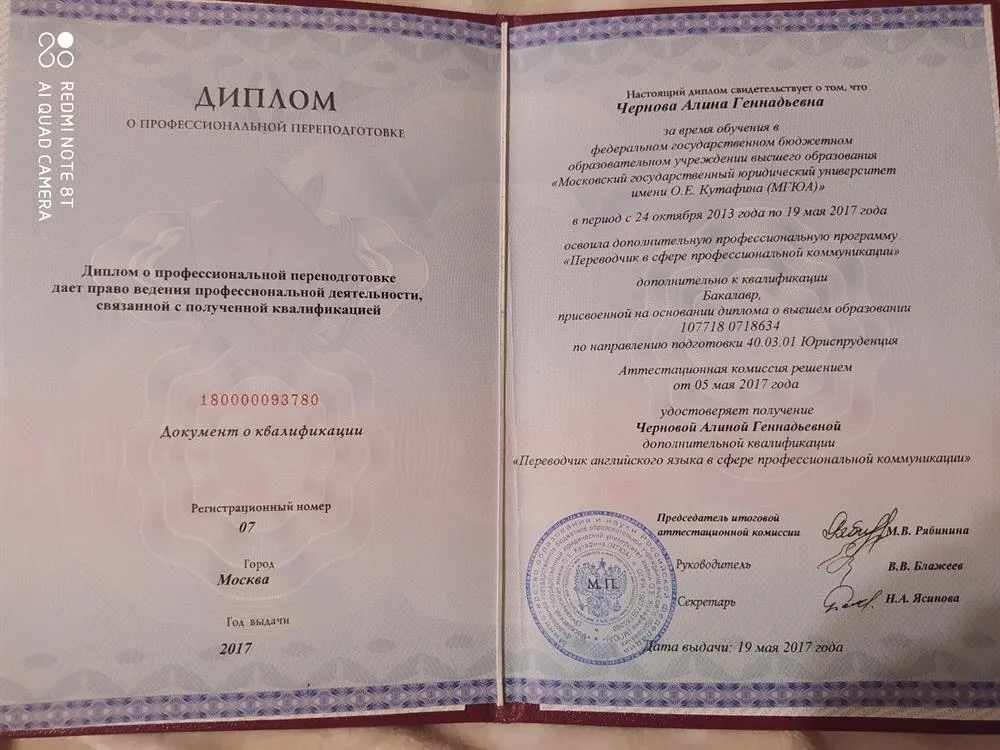 REDMI NOTE 8T
AI QUAD CAMERA
ДИПЛОМ
О ПРОФЕССИОНАЛЬНОЙ ПЕРЕПОДГОТОВКЕ
Диплом о профессиональной переподготовке
дает право ведения профессиональной деятельности,
связанной с полученной квалификацией
180000093780
Документ о квалификации
Регистрационный номер
07
Город
Москва
Год выдачи
2017
Настоящий диплом свидетельствует о том, что
Чернова Алина Геннадьевна
за время обучения в
федеральном государственном бюджетном
образовательном учреждении высшего образования
«Московский государственный юридический университет
имени О.Е. Кутафина (МГЮА)»
в период с 24 октября 2013 года по 19 мая 2017 года
освоила дополнительную профессиональную программу
«Переводчик в сфере профессиональной коммуникации»
дополнительно к квалификации
Бакалавр,
присвоенной на основании диплома о высшем образовании
107718 0718634
по направлению подготовки 40.03.01 Юриспруденция
Аттестационная комиссия решением
от 05 мая 2017 года
удостоверяет получение
Черновой Алиной Геннадьевной
дополнительной квалификации
«Переводчик английского языка в сфере профессиональной коммуникации»
Председатель итоговой
аттестационной комиссии М.В. Рябинина
Руководитель В.В. Блажеев
Секретарь Н.А. Ясинова
М.П.
Дата выдачи: 19 мая 2017 года